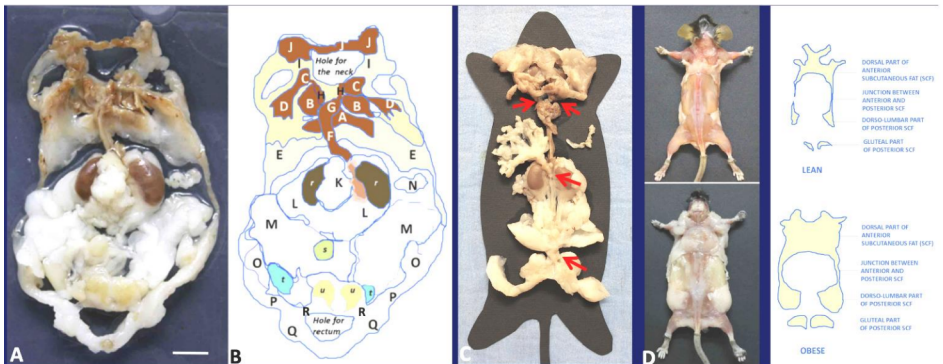 A
J
J
J
I
Hole for
the neck
I
C
H
H
C
D
B
G
B
D
A
F
E
E
r
K
r
N
L
L
M
M
s
O
t
u
u
t
O
P
R
R
P
Q
Hole for
rectum
Q
B
C
D
DORSAL PART OF
ANTERIOR
SUBCUTANEOUS FAT (SCF)
JUNCTION BETWEEN
ANTERIOR AND
POSTERIOR SCF
DORSO-LUMBAR PART
OF POSTERIOR SCF
GLUTEAL PART
OF POSTERIOR SCF
LEAN
DORSAL PART OF
ANTERIOR
SUBCUTANEOUS FAT (SCF)
JUNCTION BETWEEN
ANTERIOR AND
POSTERIOR SCF
DORSO-LUMBAR PART
OF POSTERIOR SCF
GLUTEAL PART
OF POSTERIOR SCF
OBESE